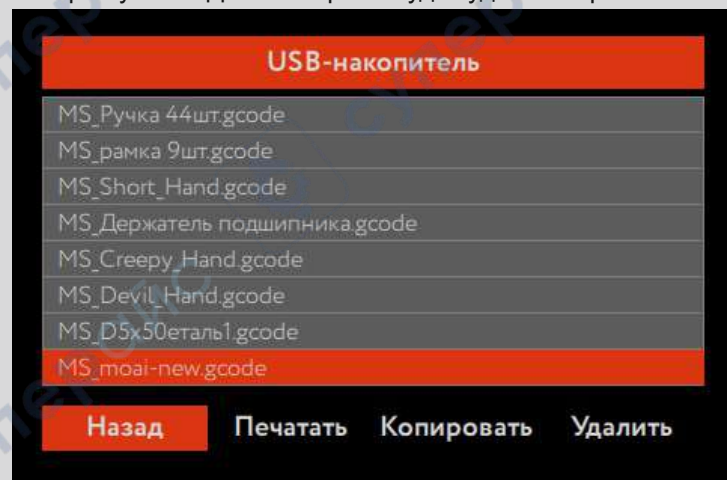 USB-накопитель
MS_Ручка 44шт.gcode
MS_рамка 9шт.gcode
MS_Short_Hand.gcode
MS_Держатель подшипника.gcode
MS_Creepy_Hand.gcode
MS_Devil_Hand.gcode
MS_D5x50еталь1.gcode
MS_moai-new.gcode
Назад Печатать Копировать Удалить